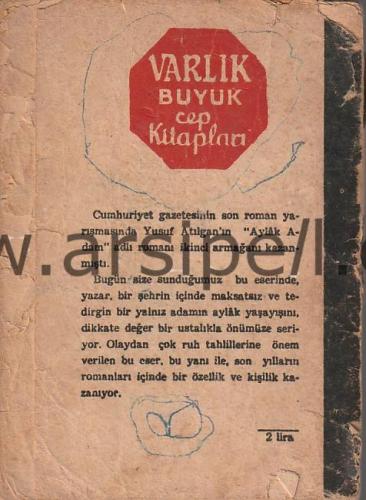 VARLIK
BÜYÜK
cep
Kitapları
Cumhuriyet gazetesinin son roman ya-
rışmasında Yusuf Atılgan'ın "Aylâk A-
dam" adlı romanı ikinci armağanı kazan-
mıştı.
Bugün size sunduğumuz bu eserinde,
yazar, bir şehrin içinde maksatsız ve te-
dirgin bir yalnız adamın aylâk yaşayışını,
dikkate değer bir ustalıkla önümüze seri-
yor. Olaydan çok ruh tahlillerine önem
verilen bu eser, bu yanı ile, son yılların
romanları içinde bir özellik ve kişilik ka-
zanıyor.
2 lira